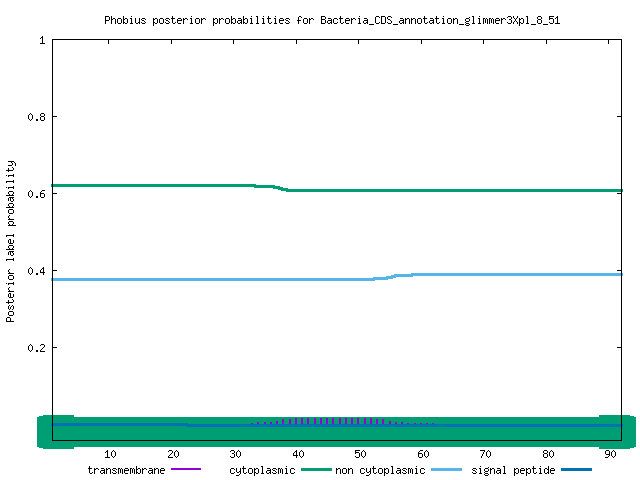 Phobius posterior probabilities for Bacteria_CDS_annotation_glimmer3Xpl_8_51
1
0.8
0.6
0.4
0.2
Posterior label probability
10 20 30 40 50 60 70 80 90
transmembrane cytoplasmic non cytoplasmic signal peptide